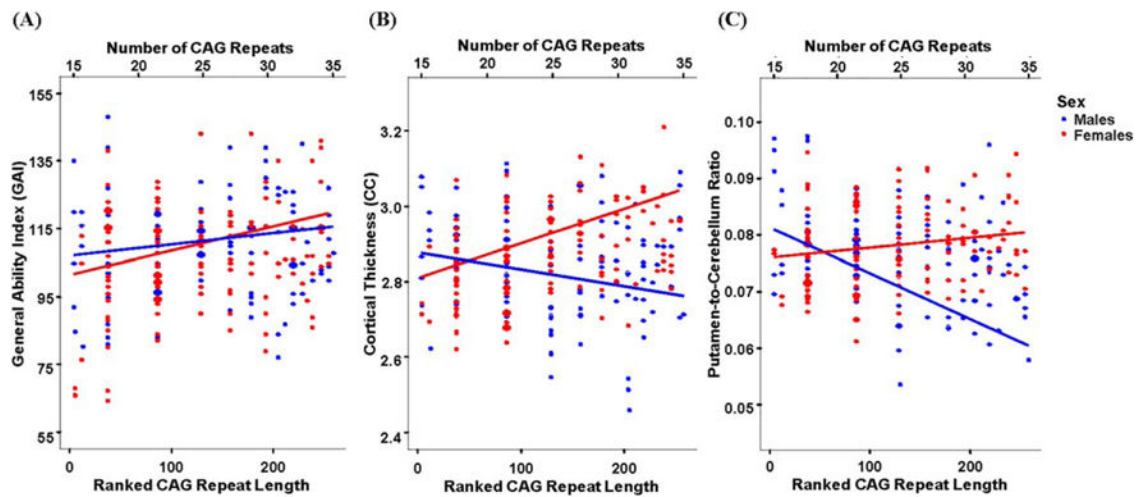 (A)
Number of CAG Repeats
15 20 25 30 35
155
135
115
95
75
55
General Ability Index (GAI)
0 100 200
Ranked CAG Repeat Length
(B)
Number of CAG Repeats
15 20 25 30 35
3.2
3.0
2.8
2.6
2.4
Cortical Thickness (CC)
0 100 200
Ranked CAG Repeat Length
(C)
Number of CAG Repeats
15 20 25 30 35
0.10
0.09
0.08
0.07
0.06
0.05
Putamen-to-Cerebellum Ratio
0 100 200
Ranked CAG Repeat Length
Sex
Males
Females